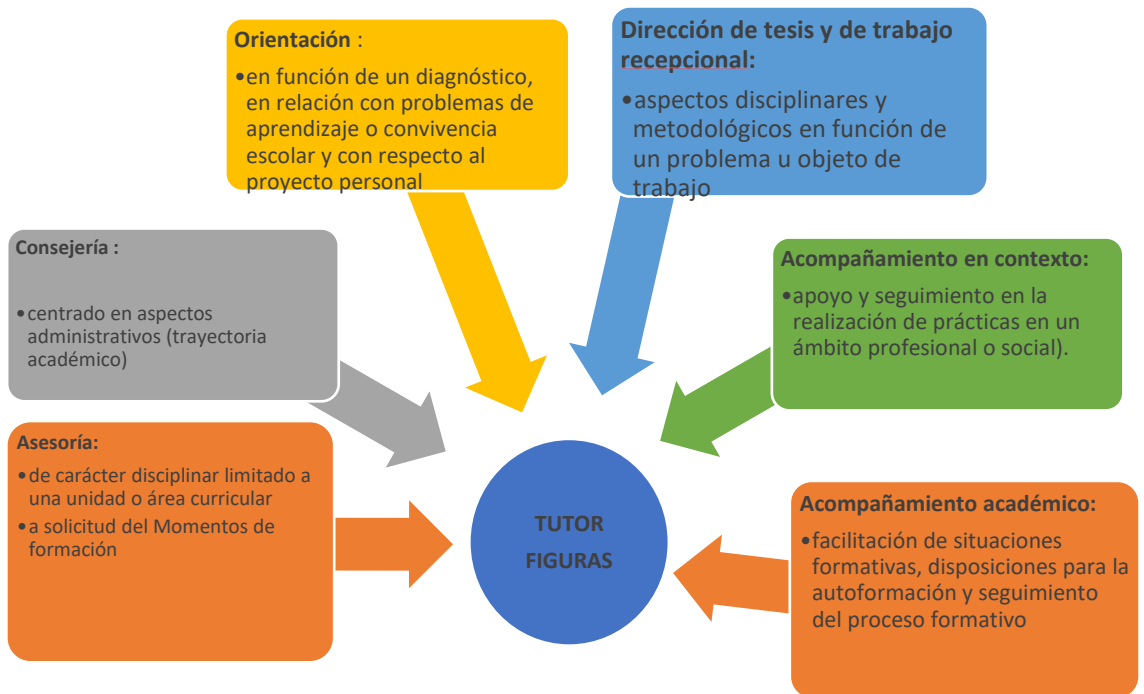 Orientación :
•en función de un diagnóstico,
en relación con problemas de
aprendizaje o convivencia
escolar y con respecto al
proyecto personal
Dirección de tesis y de trabajo
recepcional:
•aspectos disciplinares y
metodológicos en función de
un problema u objeto de
trabajo
Consejería :
•centrado en aspectos
administrativos (trayectoria
académico)
Acompañamiento en contexto:
•apoyo y seguimiento en la
realización de prácticas en un
ámbito profesional o social).
Asesoría:
•de carácter disciplinar limitado a
una unidad o área curricular
•a solicitud del Momentos de
formación
TUTOR
FIGURAS
Acompañamiento académico:
•facilitación de situaciones
formativas, disposiciones para la
autoformación y seguimiento
del proceso formativo